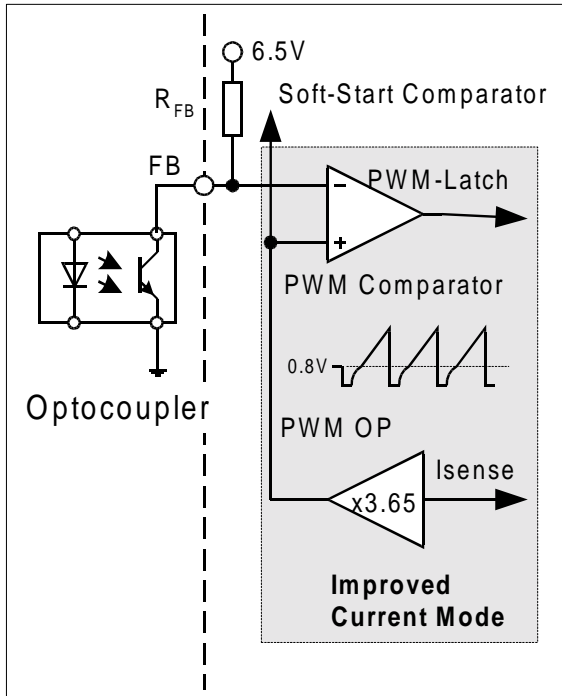 6.5V
R_FB
Soft-Start Comparator
FB
PWM-Latch
−
+
PWM Comparator
0.8V
Optocoupler
PWM OP
Isense
x3.65
Improved
Current Mode